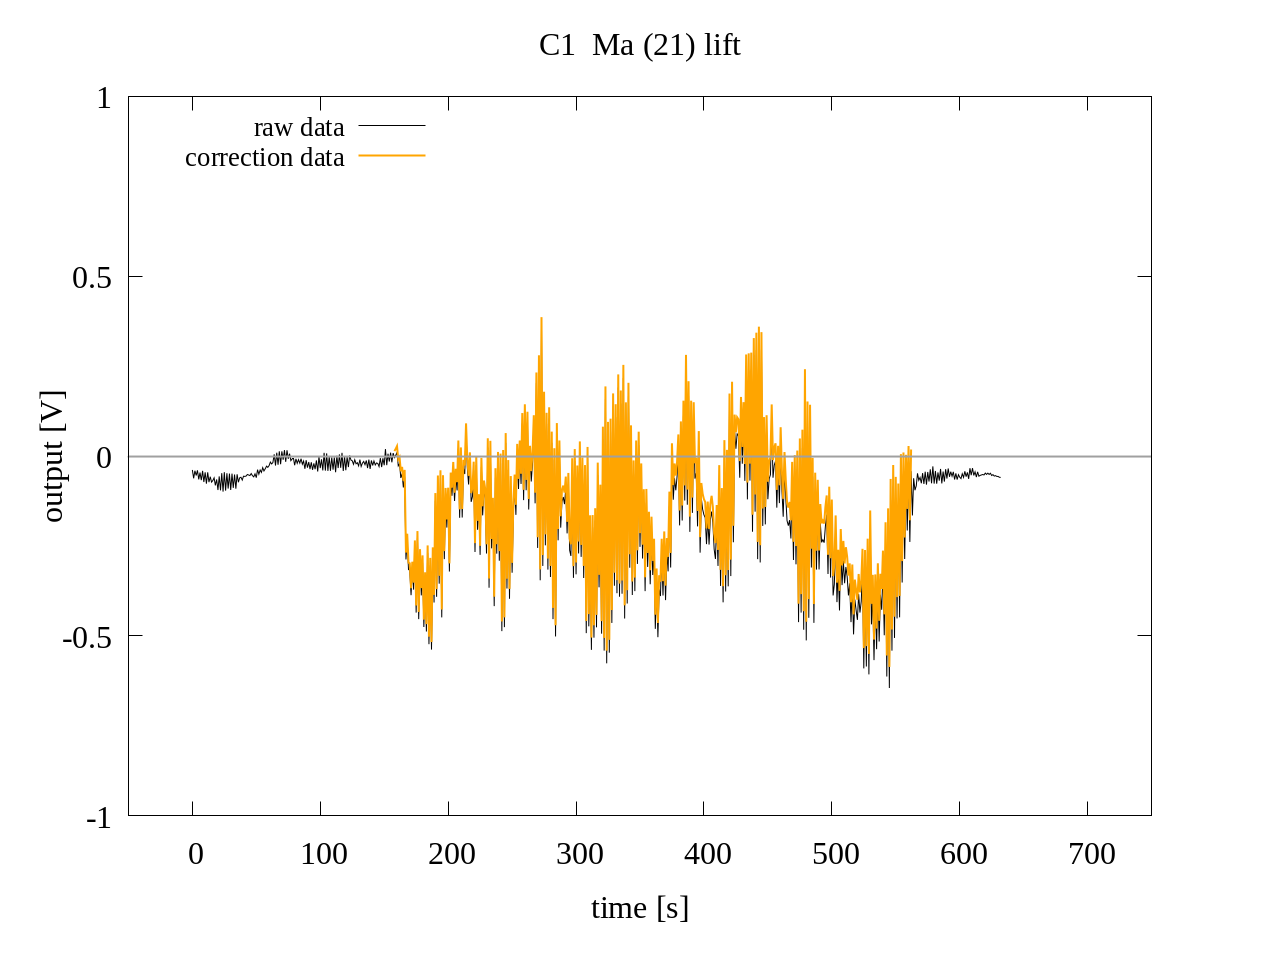 C1  Ma (21) lift
raw data
correction data
1
0.5
0
-0.5
-1
output [V]
0 100 200 300 400 500 600 700
time [s]